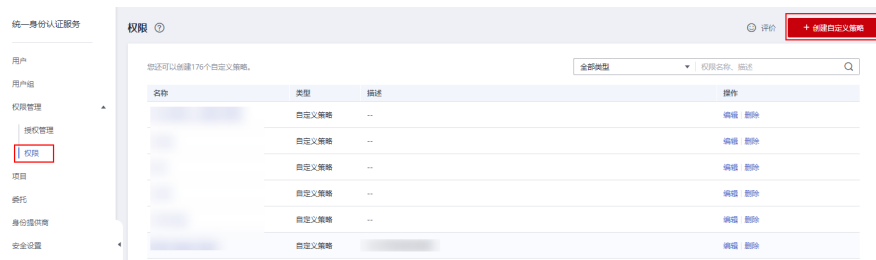 统一身份认证服务
权限 ?
评价
+ 创建自定义策略
用户
用户组
权限管理
授权管理
权限
项目
委托
身份提供商
安全设置
您还可以创建176个自定义策略。
全部类型
权限名称、描述
名称 类型 描述 操作
自定义策略 -- 编辑 删除
自定义策略 -- 编辑 删除
自定义策略 -- 编辑 删除
自定义策略 -- 编辑 删除
自定义策略 -- 编辑 删除
自定义策略 编辑 删除